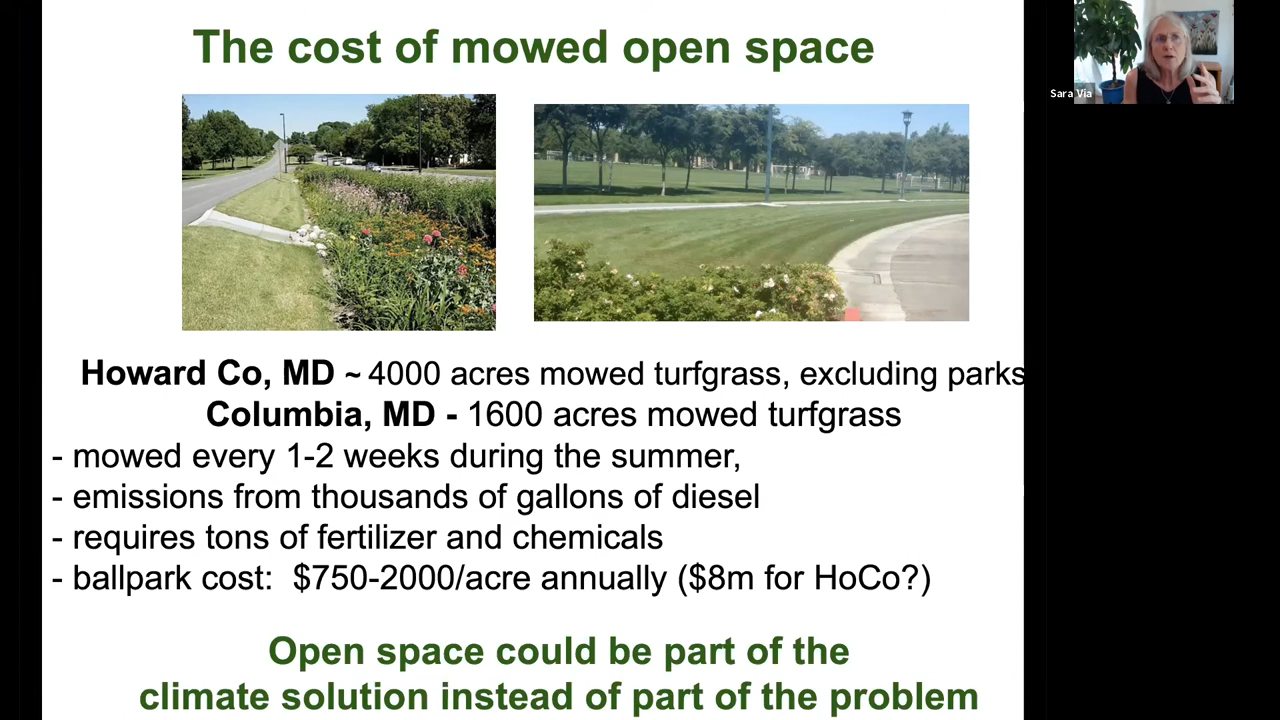 The cost of mowed open space
Sara Via
Howard Co, MD ~ 4000 acres mowed turfgrass, excluding parks
Columbia, MD - 1600 acres mowed turfgrass
- mowed every 1-2 weeks during the summer,
- emissions from thousands of gallons of diesel
- requires tons of fertilizer and chemicals
- ballpark cost: $750-2000/acre annually ($8m for HoCo?)
Open space could be part of the
climate solution instead of part of the problem